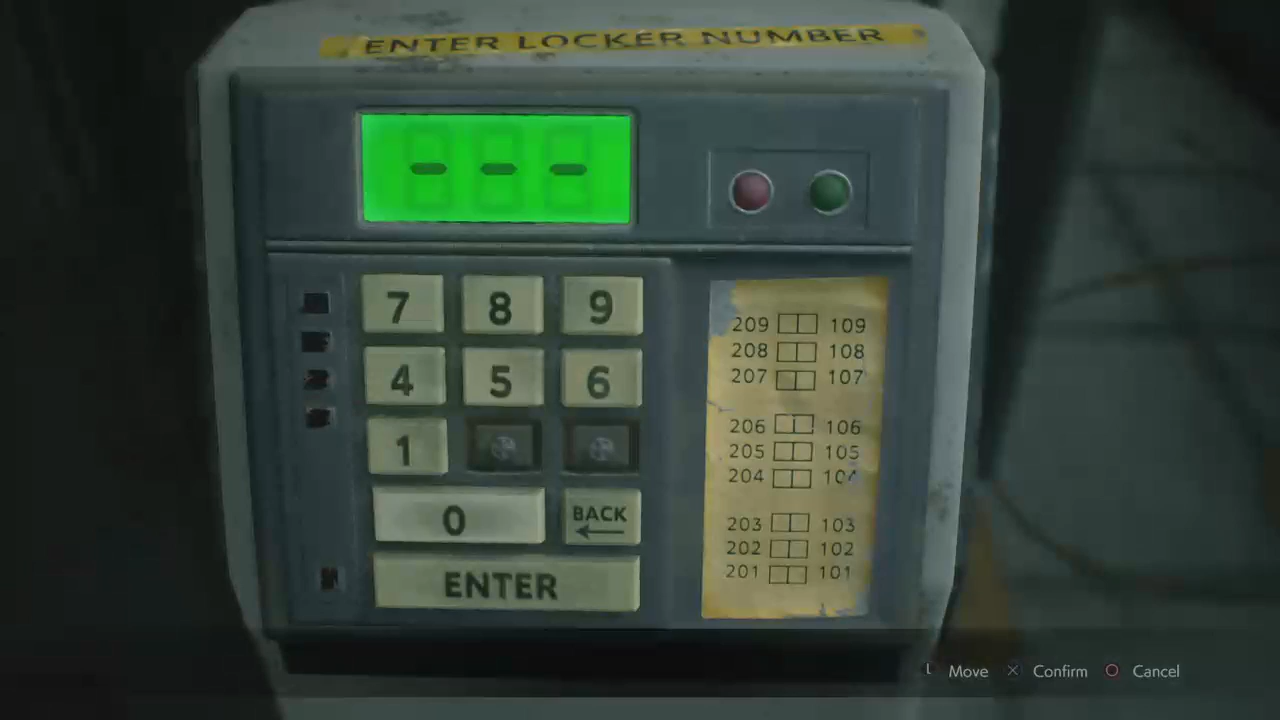 ENTER LOCKER NUMBER
- - -
7 8 9
4 5 6
1
0 BACK
ENTER
209 109
208 108
207 107
206 106
205 105
204 104
203 103
202 102
201 101
L Move X Confirm O Cancel